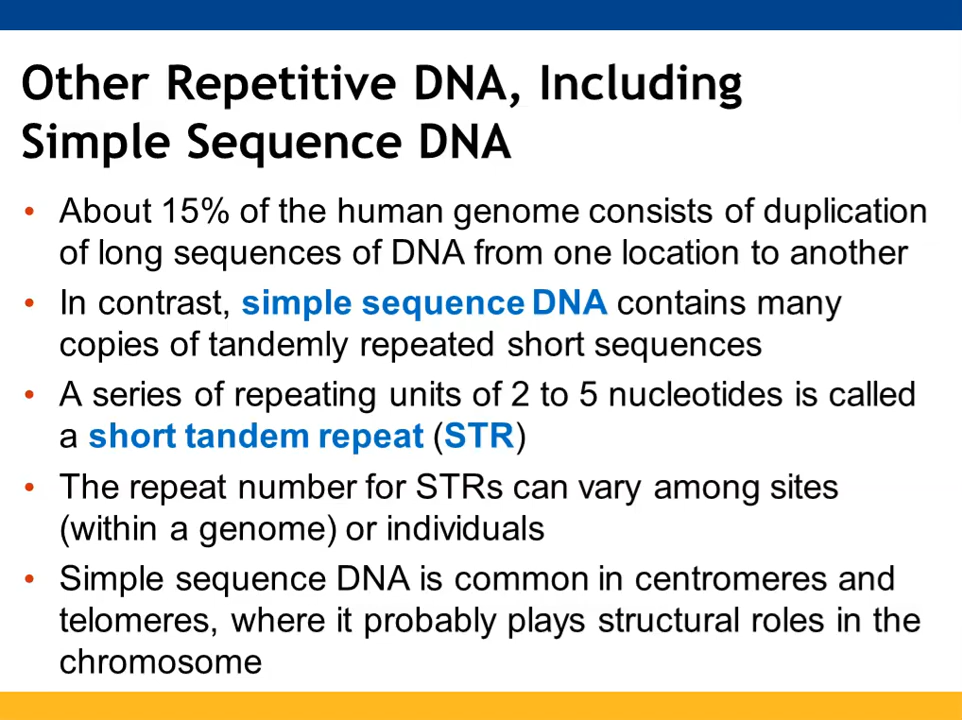 Other Repetitive DNA, Including
Simple Sequence DNA
• About 15% of the human genome consists of duplication
of long sequences of DNA from one location to another
• In contrast, simple sequence DNA contains many
copies of tandemly repeated short sequences
• A series of repeating units of 2 to 5 nucleotides is called
a short tandem repeat (STR)
• The repeat number for STRs can vary among sites
(within a genome) or individuals
• Simple sequence DNA is common in centromeres and
telomeres, where it probably plays structural roles in the
chromosome